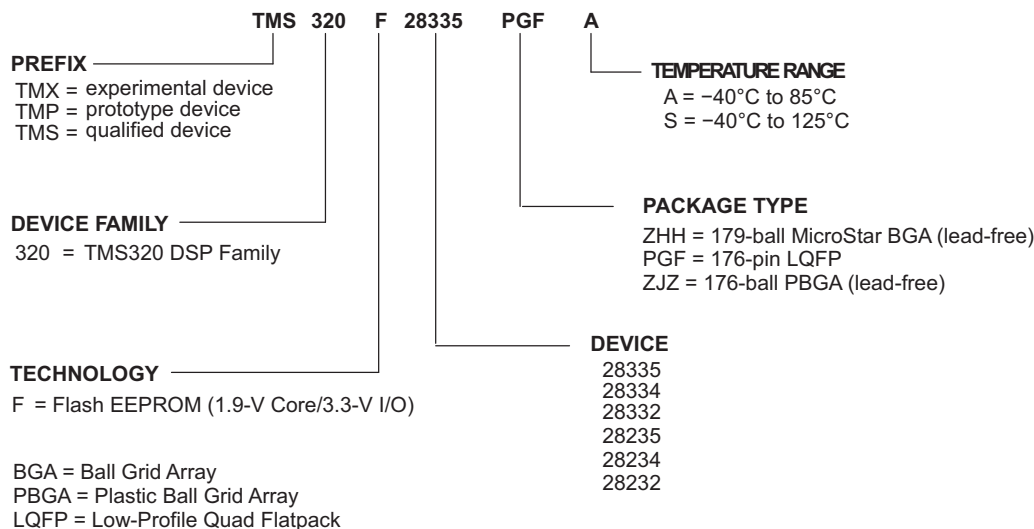 TMS 320 F 28335 PGF A
PREFIX
TMX = experimental device
TMP = prototype device
TMS = qualified device
TEMPERATURE RANGE
A = −40°C to 85°C
S = −40°C to 125°C
DEVICE FAMILY
320 = TMS320 DSP Family
PACKAGE TYPE
ZHH = 179-ball MicroStar BGA (lead-free)
PGF = 176-pin LQFP
ZJZ = 176-ball PBGA (lead-free)
TECHNOLOGY
F = Flash EEPROM (1.9-V Core/3.3-V I/O)
DEVICE
28335
28334
28332
28235
28234
28232
BGA = Ball Grid Array
PBGA = Plastic Ball Grid Array
LQFP = Low-Profile Quad Flatpack